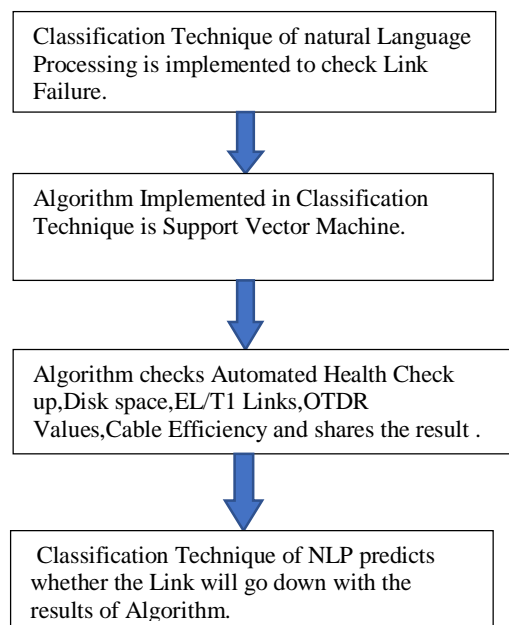 Classification Technique of natural Language
Processing is implemented to check Link
Failure.
Algorithm Implemented in Classification
Technique is Support Vector Machine.
Algorithm checks Automated Health Check
up,Disk space,EL/T1 Links,OTDR
Values,Cable Efficiency and shares the result .
Classification Technique of NLP predicts
whether the Link will go down with the
results of Algorithm.